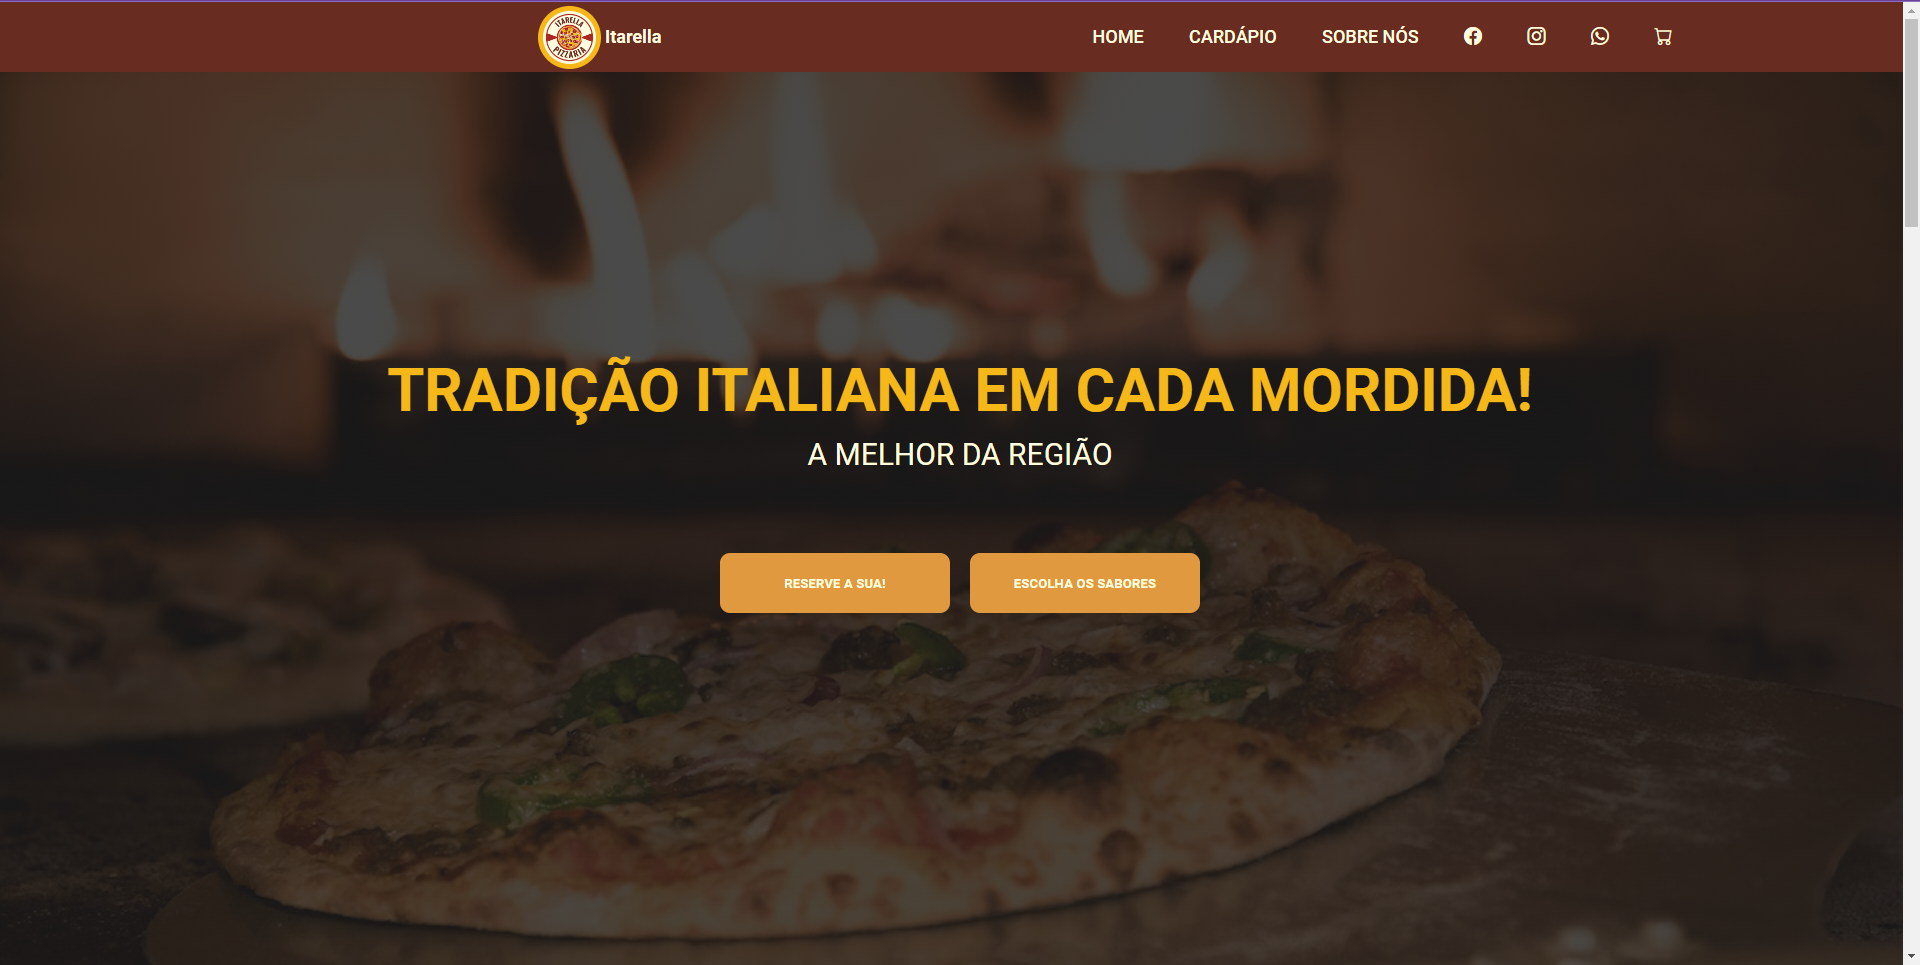 ITARELLA
PIZZARIA
Itarella
HOME
CARDÁPIO
SOBRE NÓS
TRADIÇÃO ITALIANA EM CADA MORDIDA!
A MELHOR DA REGIÃO
RESERVE A SUA!
ESCOLHA OS SABORES